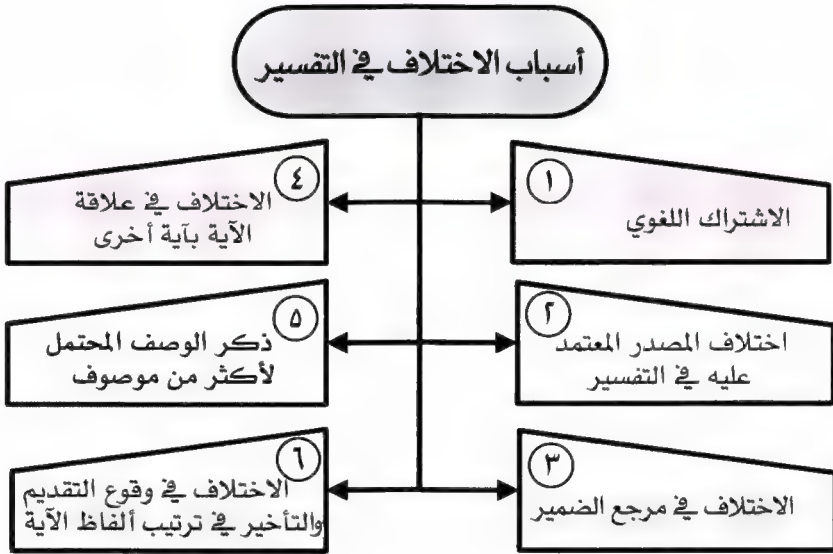 أسباب الاختلاف في التفسير
١
الاشتراك اللغوي
٢
اختلاف المصدر المعتمد
عليه في التفسير
٣
الاختلاف في مرجع الضمير
٤
الاختلاف في علاقة
الآية بآية أخرى
٥
ذكر الوصف المحتمل
لأكثر من موصوف
٦
الاختلاف في وقوع التقديم
والتأخير في ترتيب ألفاظ الآية